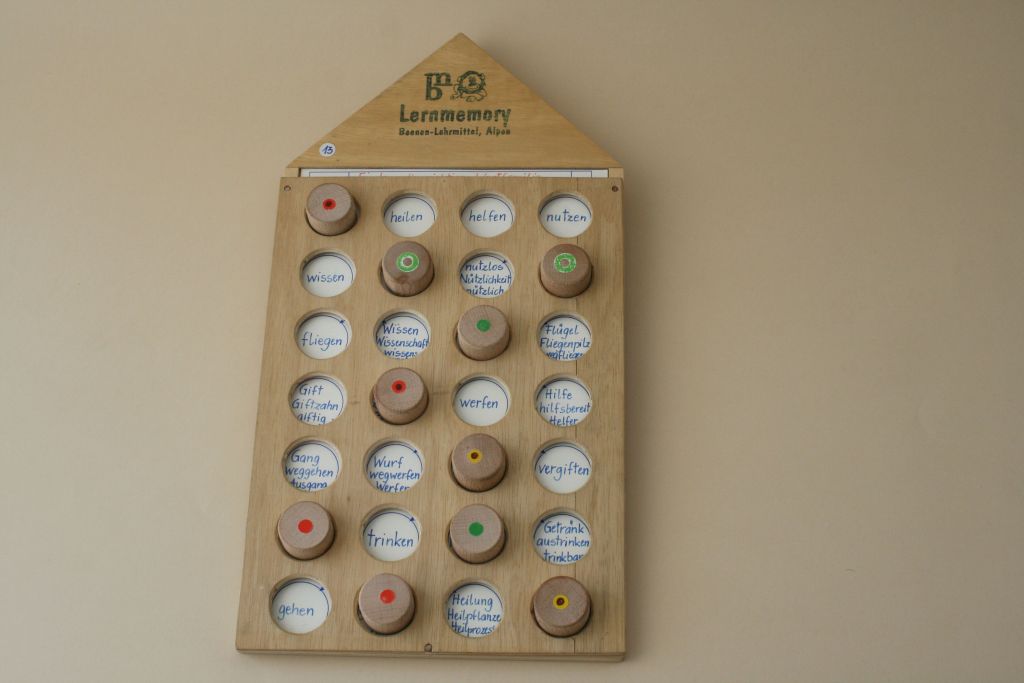 Lernmemory
Baenen-Lehrmittel, Alpen
13
heilen
helfen
nutzen
wissen
nutzlos
Nützlichkeit
nützlich
fliegen
Wissen
Wissenschaft
Flügel
Fliegenpilz
Gift
Giftzahn
giftig
werfen
Hilfe
hilfsbereit
Helfer
Gang
weggehen
Ausgang
Wurf
wegwerfen
Werfer
vergiften
trinken
Getränk
austrinken
trinkbar
gehen
Heilung
Heilpflanze
Heilprozeß